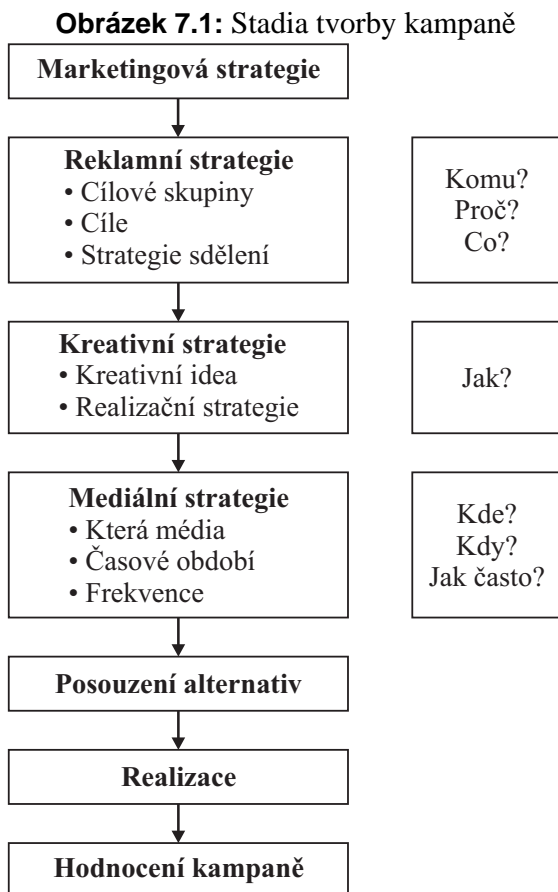 Obrázek 7.1: Stadia tvorby kampaně
Marketingová strategie
Reklamní strategie
• Cílové skupiny
• Cíle
• Strategie sdělení
Komu?
Proč?
Co?
Kreativní strategie
• Kreativní idea
• Realizační strategie
Jak?
Mediální strategie
• Která média
• Časové období
• Frekvence
Kde?
Kdy?
Jak často?
Posouzení alternativ
Realizace
Hodnocení kampaně